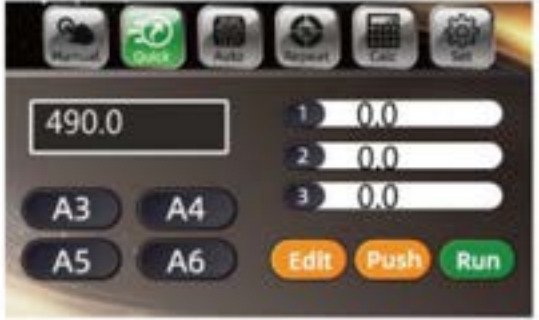 Manual Quick Auto Repeat Calc Set
490.0
1 0.0
2 0.0
3 0.0
A3 A4
A5 A6
Edit Push Run